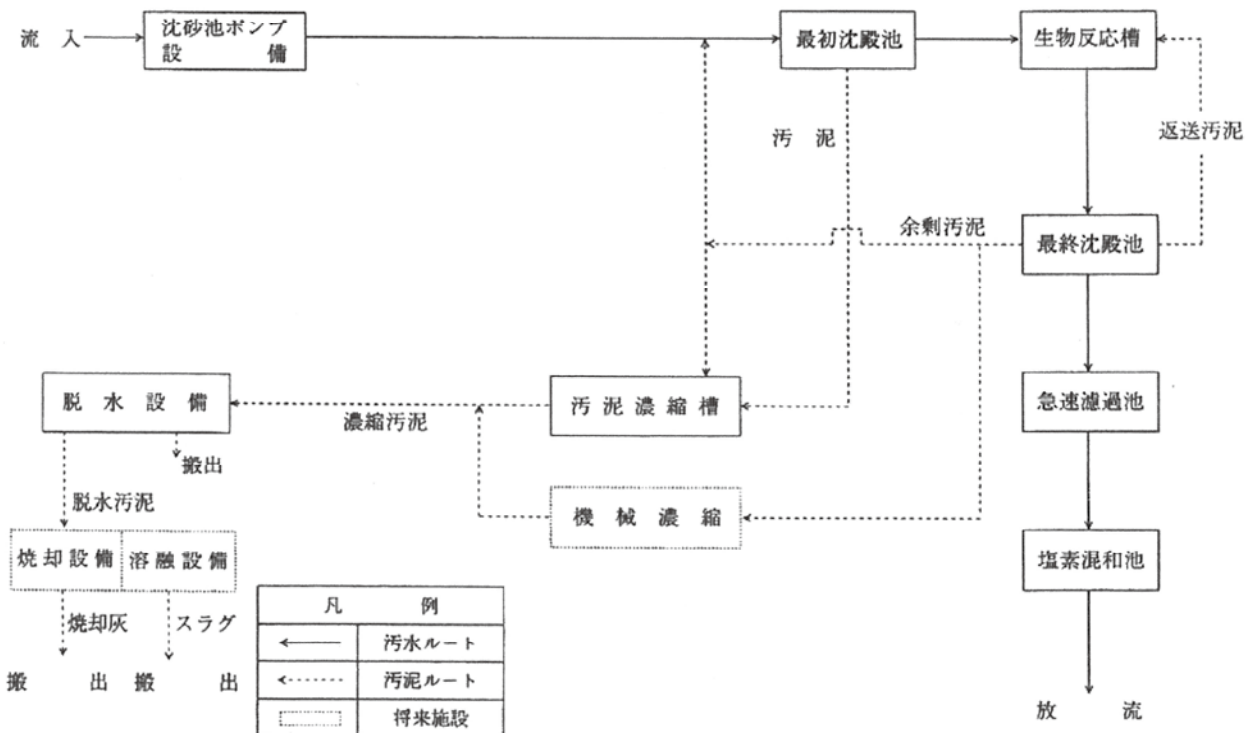 流入
沈砂池ポンプ
設備
最初沈殿池
生物反応槽
汚泥
返送汚泥
余剰汚泥
最終沈殿池
脱水設備
濃縮汚泥
汚泥濃縮槽
急速濾過池
搬出
脱水汚泥
機械濃縮
焼却設備
溶融設備
塩素混和池
焼却灰
スラグ
搬出
搬出
凡例
汚水ルート
汚泥ルート
将来施設
放流